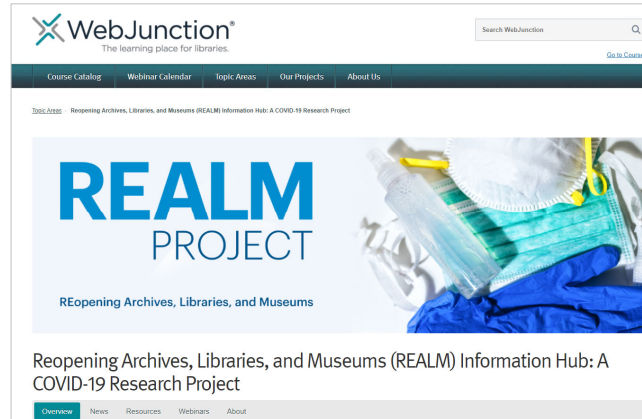 WebJunction®
The learning place for libraries.
Search WebJunction
Go to Course
Course Catalog Webinar Calendar Topic Areas Our Projects About Us
Topic Areas · Reopening Archives, Libraries, and Museums (REALM) Information Hub: A COVID-19 Research Project
REALM
PROJECT
REopening Archives, Libraries, and Museums
Reopening Archives, Libraries, and Museums (REALM) Information Hub: A
COVID-19 Research Project
Overview News Resources Webinars About